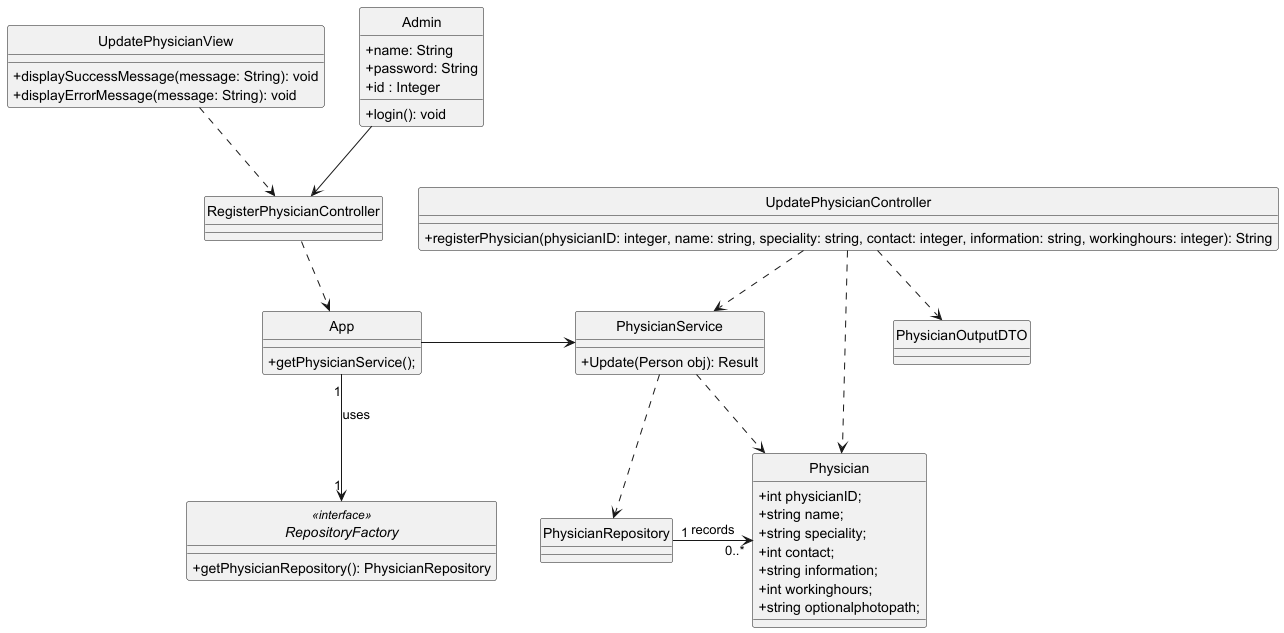 UpdatePhysicianView
+displaySuccessMessage(message: String): void
+displayErrorMessage(message: String): void
Admin
+name: String
+password: String
+id : Integer
+login(): void
RegisterPhysicianController
UpdatePhysicianController
+registerPhysician(physicianID: integer, name: string, speciality: string, contact: integer, information: string, workinghours: integer): String
App
+getPhysicianService();
PhysicianService
+Update(Person obj): Result
PhysicianOutputDTO
1
uses
1
«interface»
RepositoryFactory
+getPhysicianRepository(): PhysicianRepository
PhysicianRepository
1
records
0..*
Physician
+int physicianID;
+string name;
+string speciality;
+int contact;
+string information;
+int workinghours;
+string optionalphotopath;